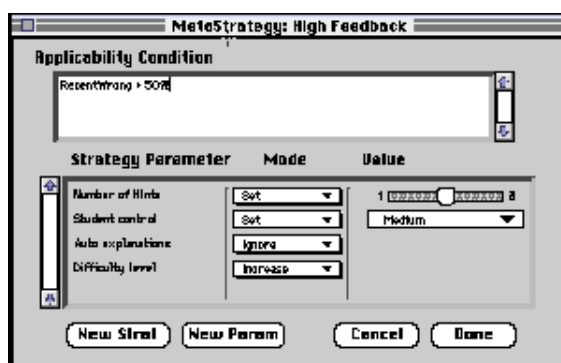 MetaStrategy: High Feedback
Applicability Condition
RecentWrong > 50%
Strategy Parameter Mode Value
Number of Hints Set 1 8
Student control Set Medium
Auto explanations Ignore
Difficulty level Increase
New Strat New Param Cancel Done